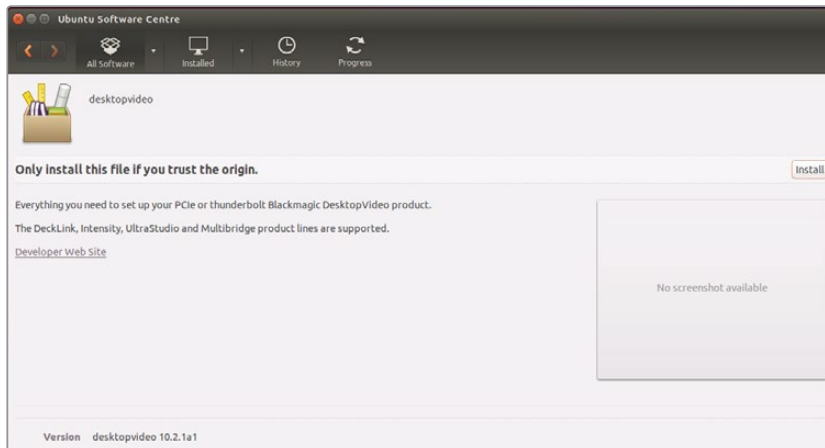 Ubuntu Software Centre
All Software
Installed
History
Progress
desktopvideo
Only install this file if you trust the origin.
Install
Everything you need to set up your PCIe or thunderbolt Blackmagic DesktopVideo product.
The DeckLink, Intensity, UltraStudio and Multibridge product lines are supported.
Developer Web Site
No screenshot available
Version desktopvideo 10.2.1a1